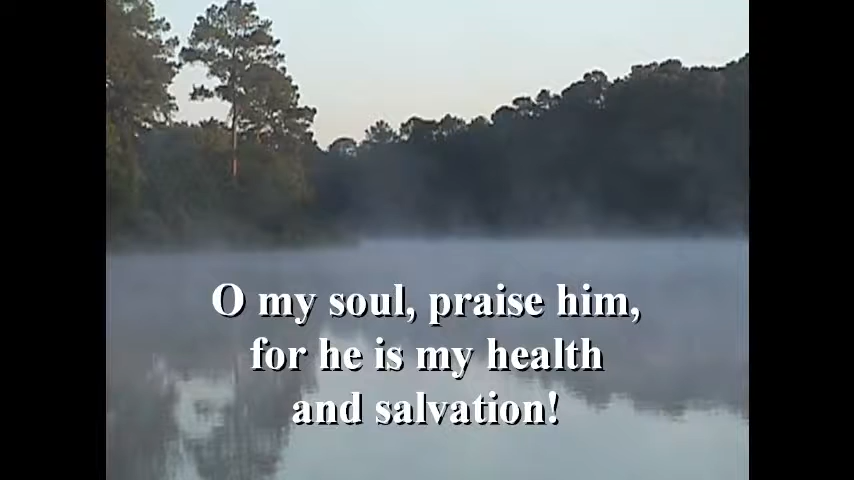 O my soul, praise him,
for he is my health
and salvation!